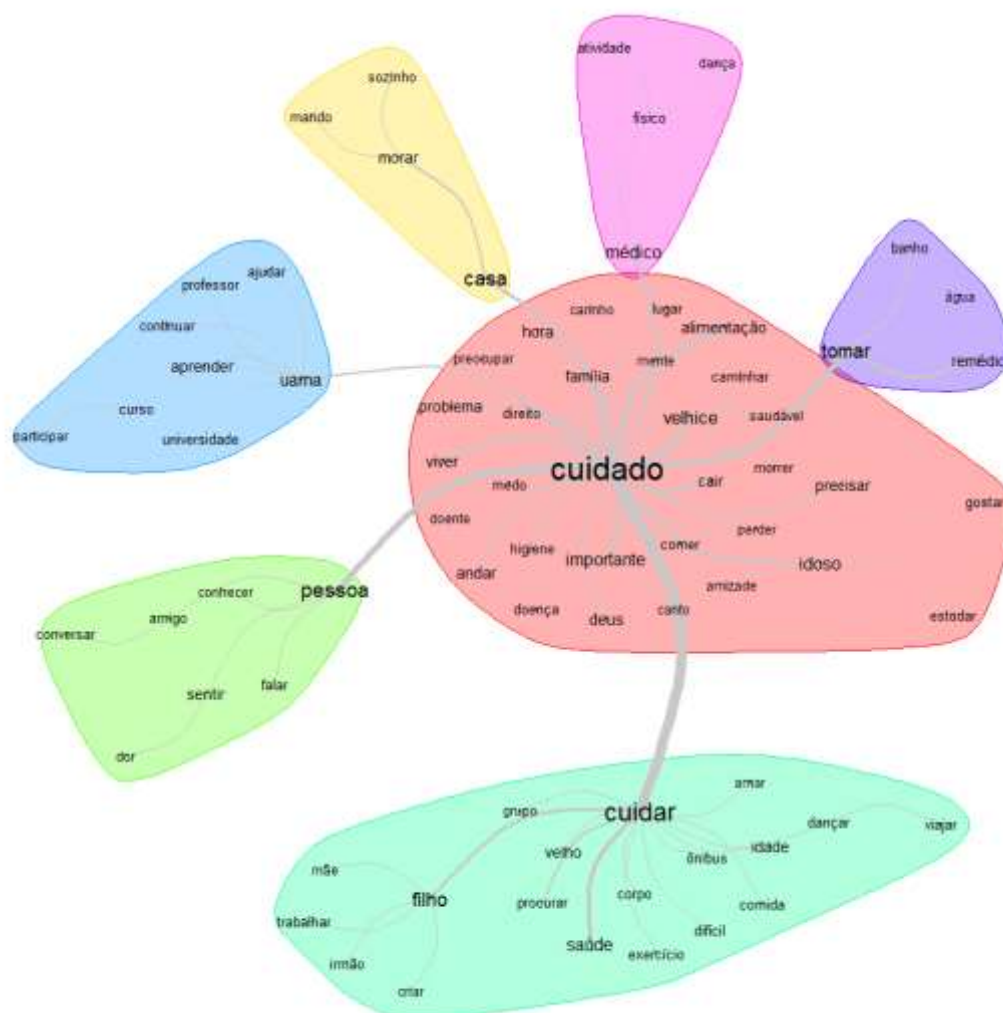 atividade
dança
físico
médico
sozinho
marido
morar
casa
banho
água
tomar
remédio
ajudar
professor
continuar
aprender
uama
curso
participar
universidade
carinho
lugar
hora
alimentação
preocupar
mente
família
caminhar
problema
direito
velhice
saudável
viver
cuidado
morrer
medo
cair
precisar
gostar
doente
perder
higiene
importante
comer
idoso
andar
amizade
doença
deus
canto
estudar
pessoa
conhecer
amigo
conversar
sentir
falar
dor
amar
grupo
cuidar
dançar
viajar
velho
ônibus
idade
mãe
filho
procurar
corpo
comida
trabalhar
difícil
saúde
exercício
irmão
criar